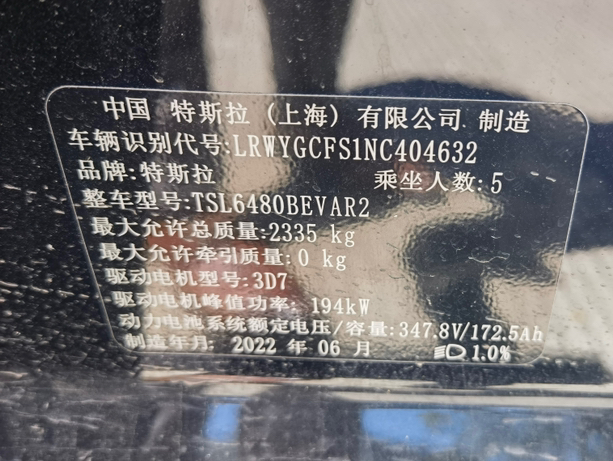 中国 特斯拉 (上海) 有限公司 制造
车辆识别代号:LRWYGCFS1NC404632
品牌:特斯拉 乘坐人数:5
整车型号:TSL6480BEVAR2
最大允许总质量:2335 kg
最大允许牵引质量:0 kg
驱动电机型号:3D7
驱动电机峰值功率: 194kW
动力电池系统额定电压/容量:347.8V/172.5Ah
制造年月: 2022 年 06 月 1.0%